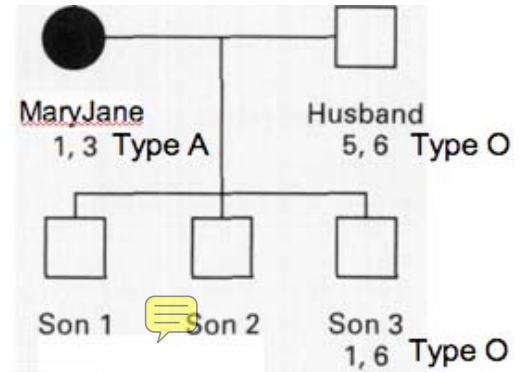 MaryJane Husband
1, 3 Type A 5, 6 Type O
Son 1 Son 2 Son 3
1, 6 Type O